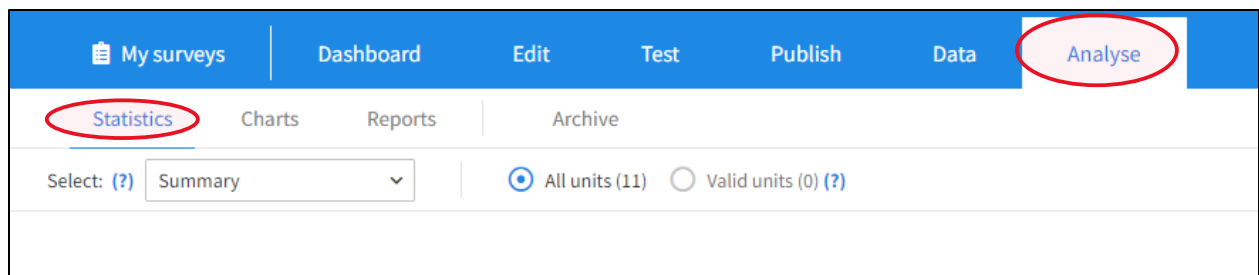 My surveys Dashboard Edit Test Publish Data Analyse
Statistics Charts Reports Archive
Select: (?) Summary All units (11) Valid units (0) (?)